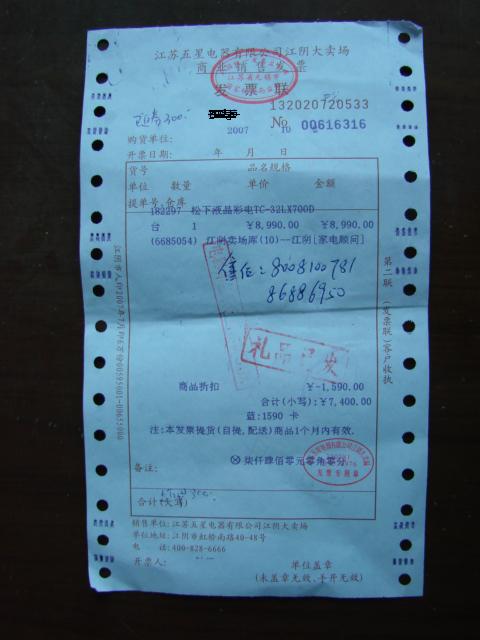 江苏五星电器有限公司江阴大卖场
商业销售发票
发票联
132020720533
No 00616316
2007 10
购货单位:
开票日期: 年 月 日
货号 品名规格
单位 数量 单价 金额
提单号 仓库
182297 松下液晶彩电TC-32LX700D
台 1 ¥8,990.00 ¥8,990.00
(6685054) 江阴卖场库(10)—江阴[家电顾问]
售后:8008100781
86886950
礼品已发
商品折扣 ¥-1,590.00
合计(小写):¥7,400.00
蓝:1590 卡
注:本发票提货(自提,配送)商品1个月内有效.
备注: ⊗柒仟肆佰零元零角零分
合计(大写)
销售单位:江苏五星电器有限公司江阴大卖场
单位地址:江阴市虹桥南路40-48号
电 话:400-828-6666
开票人: 单位盖章
(未盖章无效,手开无效)
第二联 (发票联) 客户收执